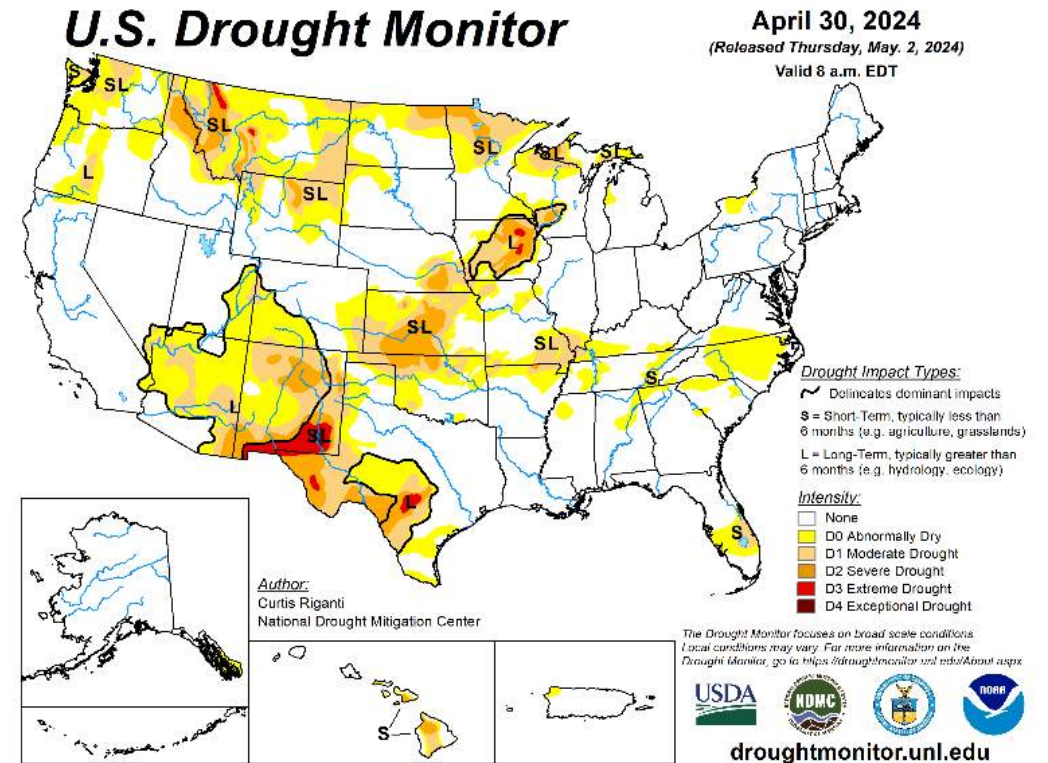 U.S. Drought Monitor
April 30, 2024
(Released Thursday, May. 2, 2024)
Valid 8 a.m. EDT
S
SL
SL
L
SL
SL
SL
SL
L
SL
SL
S
L
SL
L
S
Drought Impact Types:
Delineates dominant impacts
S = Short-Term, typically less than
6 months (e.g. agriculture, grasslands)
L = Long-Term, typically greater than
6 months (e.g. hydrology, ecology)
Intensity:
None
D0 Abnormally Dry
D1 Moderate Drought
D2 Severe Drought
D3 Extreme Drought
D4 Exceptional Drought
Author:
Curtis Riganti
National Drought Mitigation Center
S
The Drought Monitor focuses on broad scale conditions.
Local conditions may vary. For more information on the
Drought Monitor, go to https://droughtmonitor.unl.edu/About.aspx
USDA
NDMC
NOAA
droughtmonitor.unl.edu